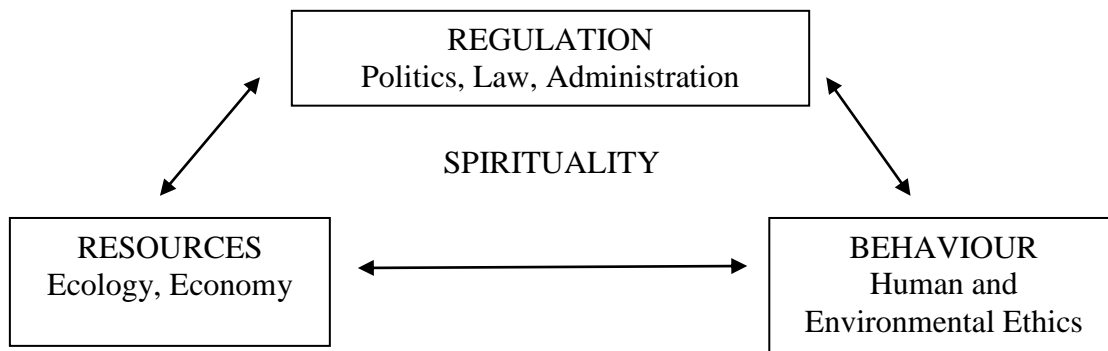 REGULATION
Politics, Law, Administration
SPIRITUALITY
RESOURCES
Ecology, Economy
BEHAVIOUR
Human and
Environmental Ethics